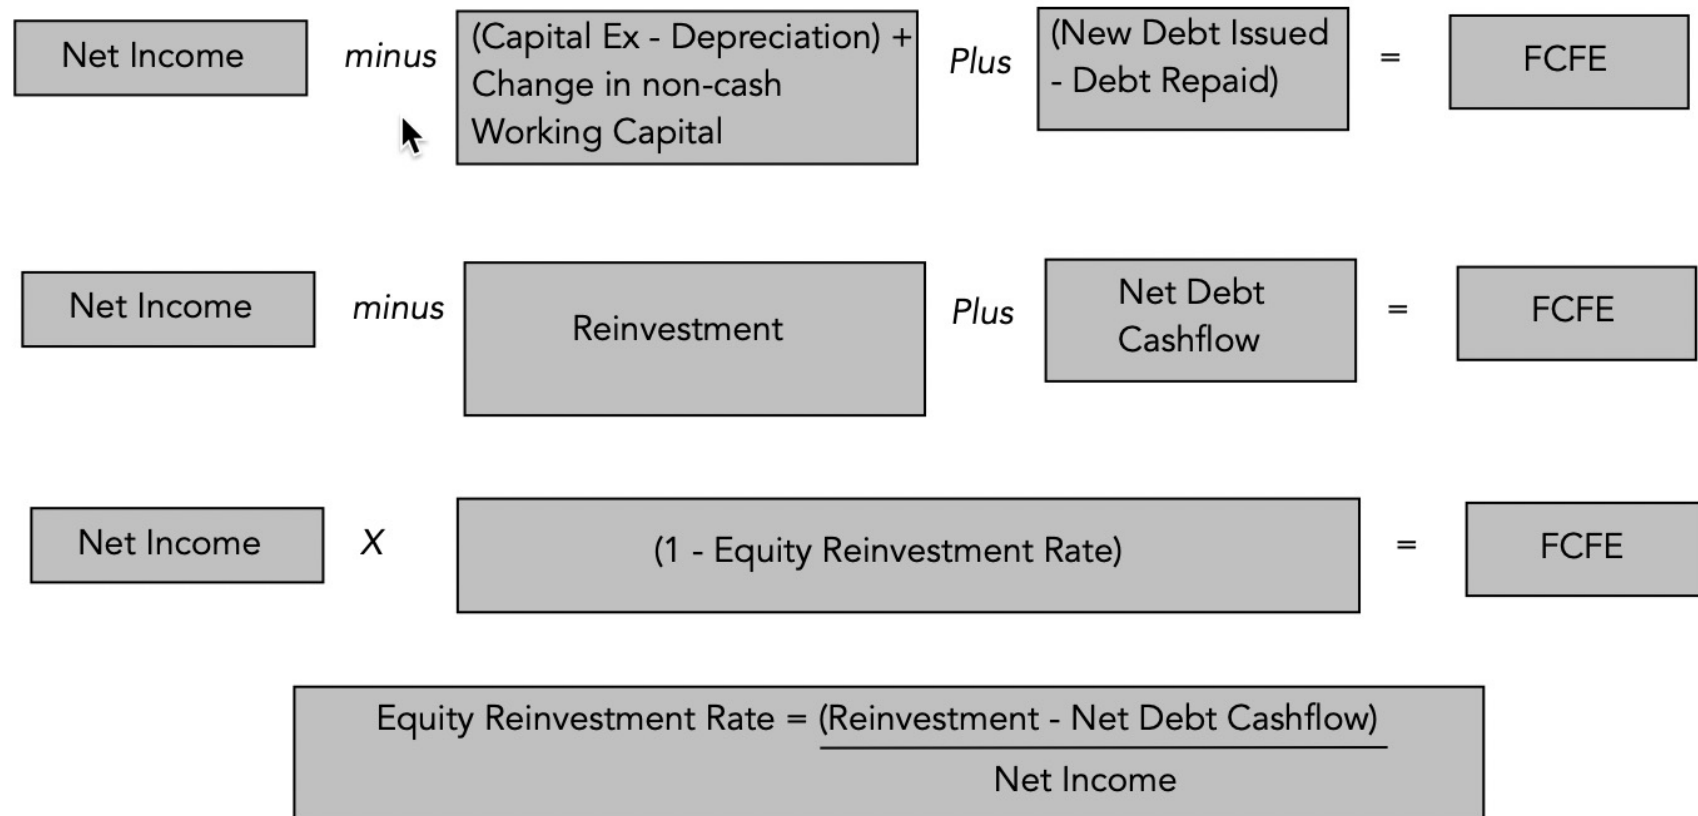 Net Income minus (Capital Ex - Depreciation) + Plus (New Debt Issued = FCFE
Change in non-cash - Debt Repaid)
Working Capital
Net Income minus Reinvestment Plus Net Debt = FCFE
Cashflow
Net Income X (1 - Equity Reinvestment Rate) = FCFE
Equity Reinvestment Rate = (Reinvestment - Net Debt Cashflow)
Net Income